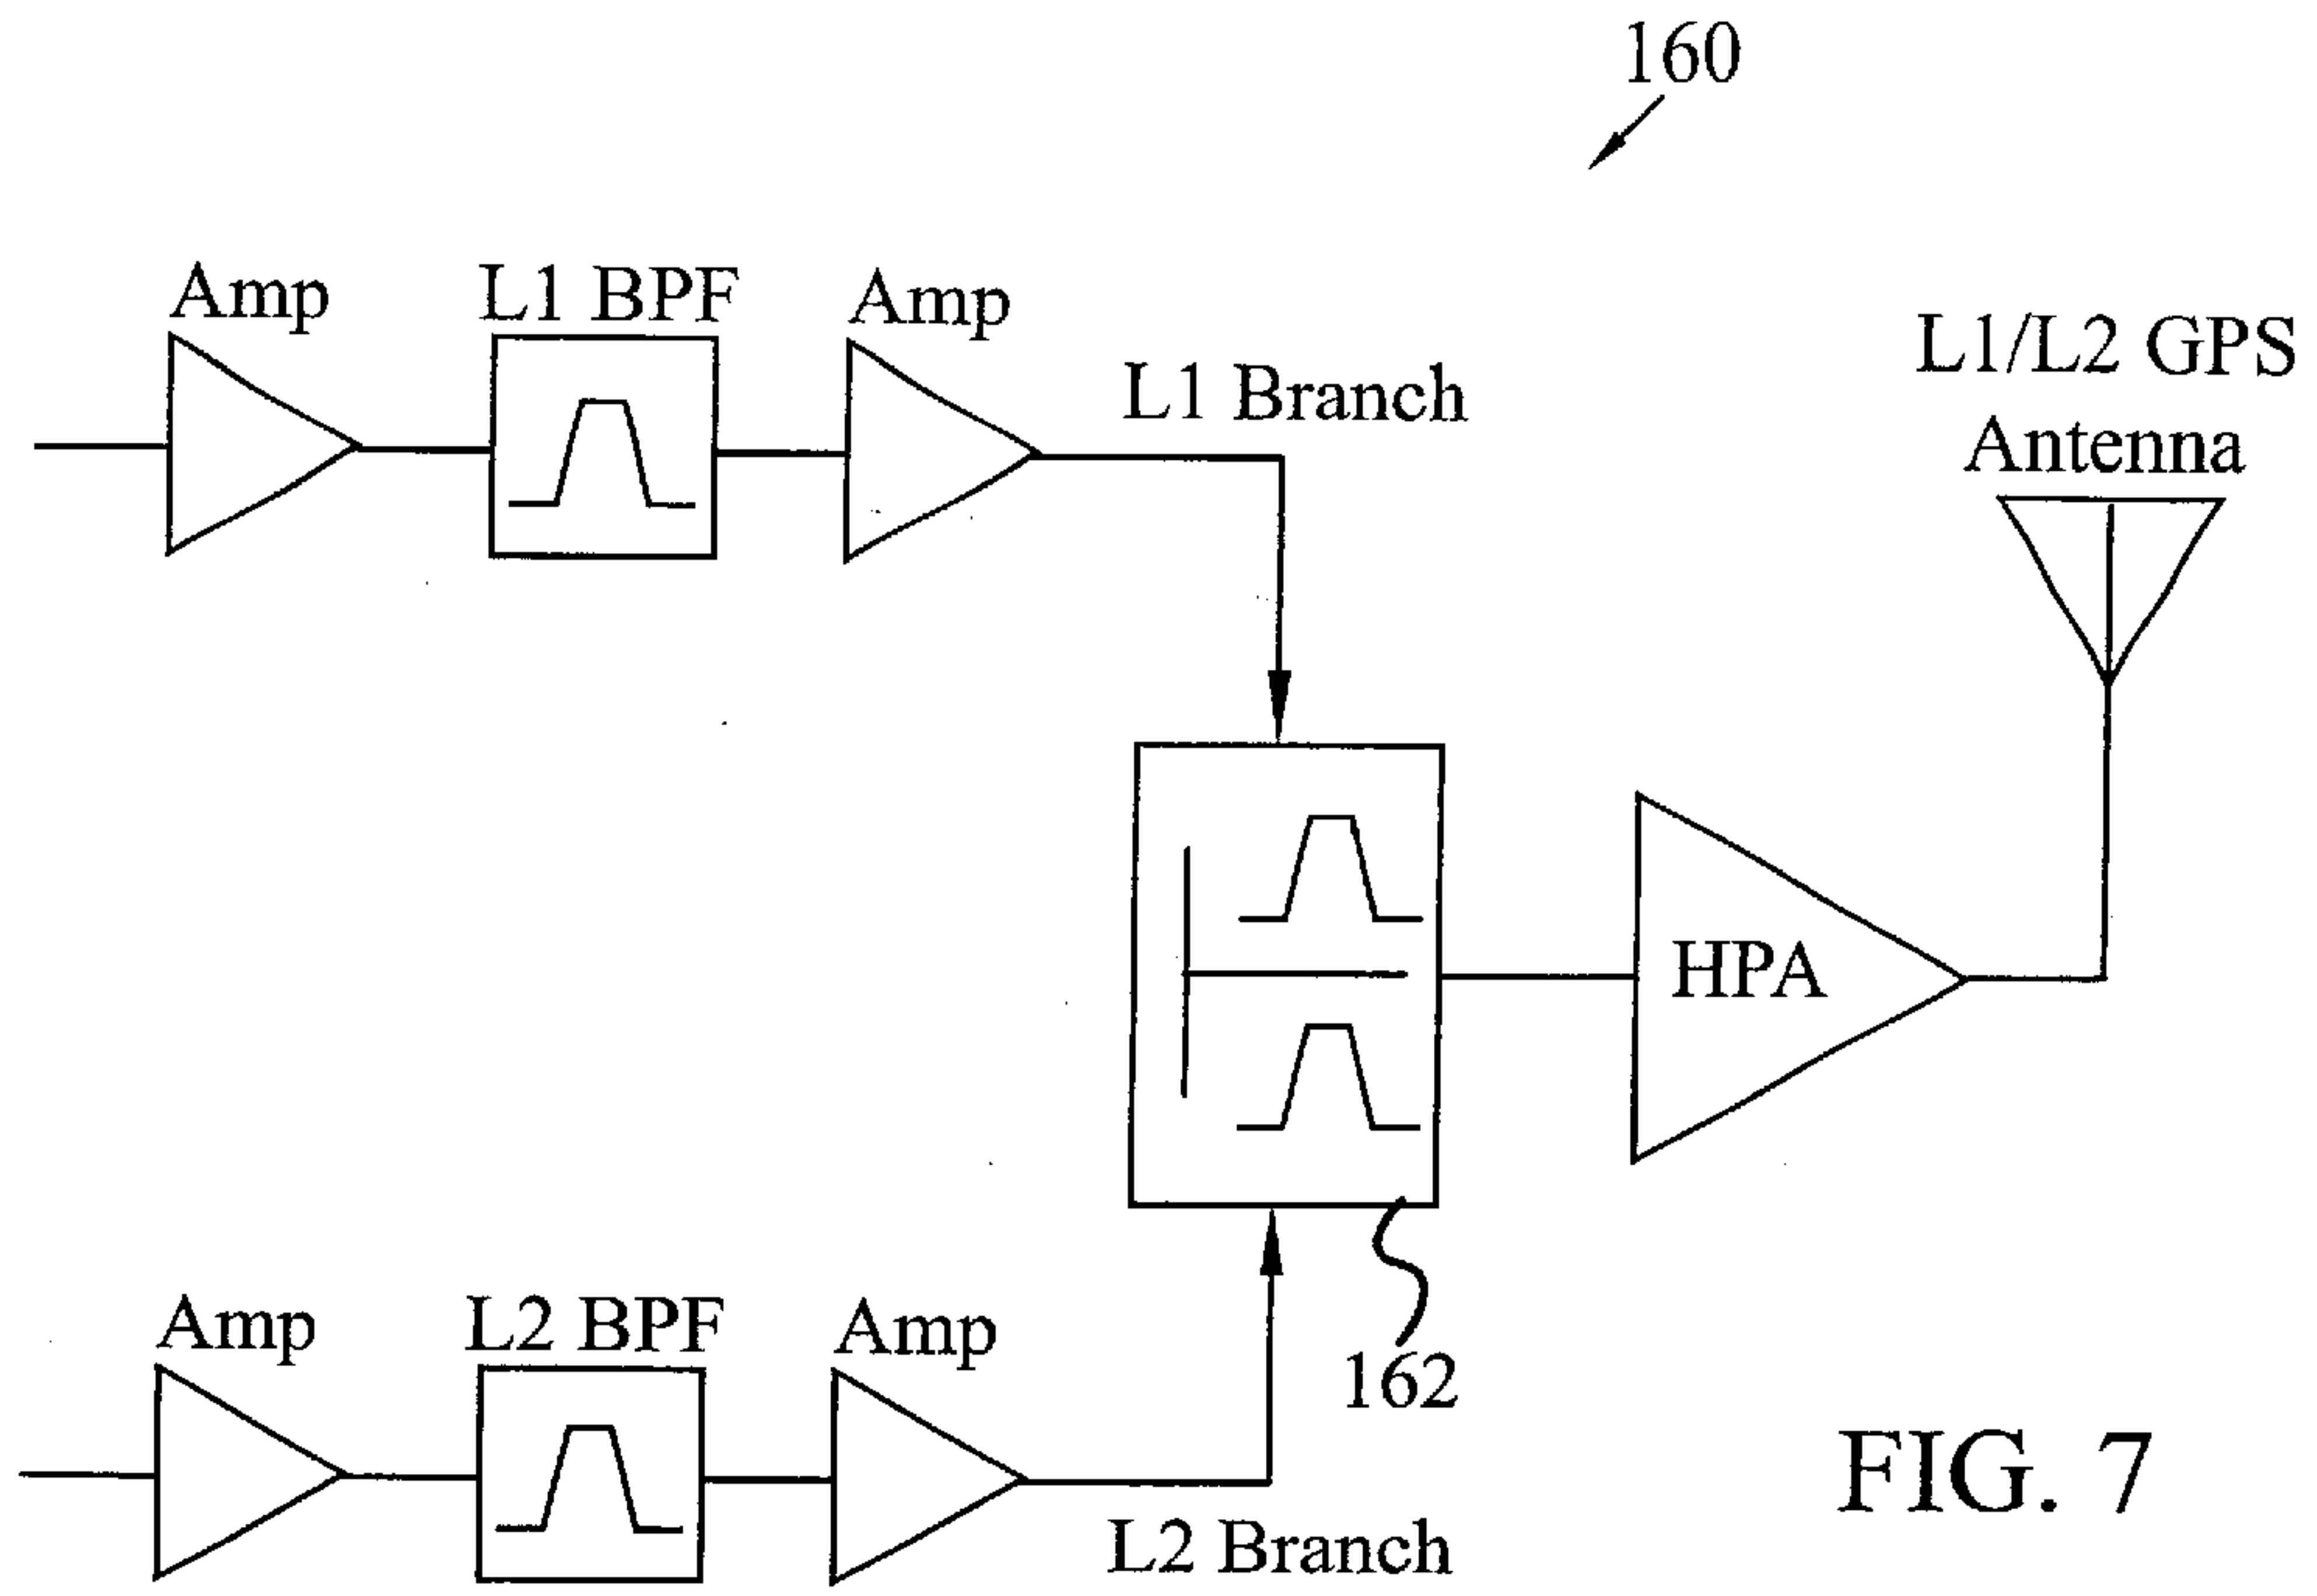 160
Amp
L1 BPF
Amp
L1 Branch
L1/L2 GPS
Antenna
HPA
Amp
L2 BPF
Amp
162
L2 Branch
FIG. 7